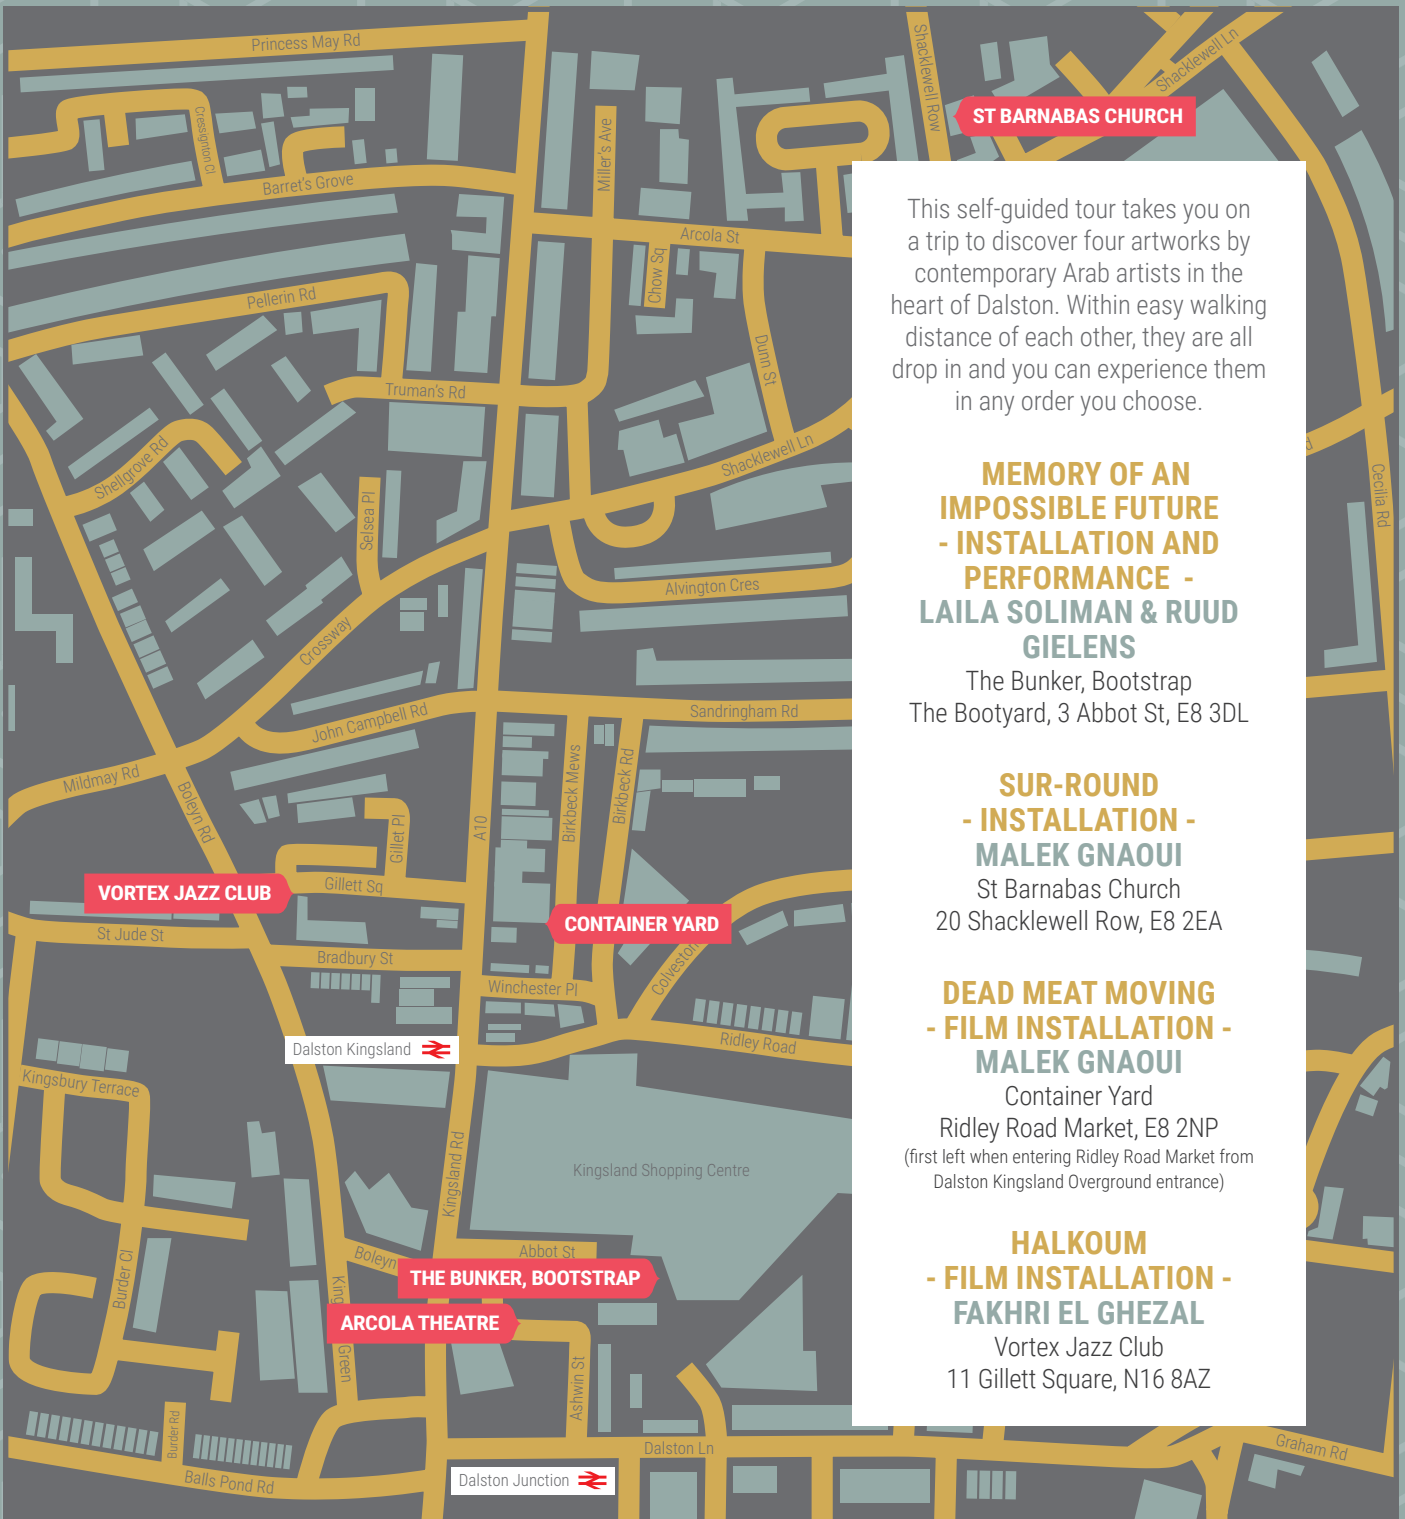 Princess May Rd
Cressignton Cl
Barret's Grove
Pellerin Rd
Truman's Rd
Shellgrove Rd
Selsea Pl
Crossway
John Campbell Rd
Mildmay Rd
Boleyn Rd
Gillet Pl
Gillett Sq
VORTEX JAZZ CLUB
St Jude St
Bradbury St
Dalston Kingsland
Kingsbury Terrace
Burder Cl
Burder Rd
Balls Pond Rd
Miller's Ave
Arcola St
Chow Sq
Dunn St
Shacklewell Ln
Alvington Cres
Sandringham Rd
A10
Birkbeck Mews
Birkbeck Rd
CONTAINER YARD
Colveston
Winchester Pl
Ridley Road
Kingsland Rd
Kingsland Shopping Centre
Abbot St
Boleyn
THE BUNKER, BOOTSTRAP
King
Green
ARCOLA THEATRE
Ashwin St
Dalston Ln
Dalston Junction
Shacklewell Row
Shacklewell Ln
ST BARNABAS CHURCH
Cecilia Rd
Graham Rd
This self-guided tour takes you on
a trip to discover four artworks by
contemporary Arab artists in the
heart of Dalston. Within easy walking
distance of each other, they are all
drop in and you can experience them
in any order you choose.
MEMORY OF AN
IMPOSSIBLE FUTURE
- INSTALLATION AND
PERFORMANCE -
LAILA SOLIMAN & RUUD
GIELENS
The Bunker, Bootstrap
The Bootyard, 3 Abbot St, E8 3DL
SUR-ROUND
- INSTALLATION -
MALEK GNAOUI
St Barnabas Church
20 Shacklewell Row, E8 2EA
DEAD MEAT MOVING
- FILM INSTALLATION -
MALEK GNAOUI
Container Yard
Ridley Road Market, E8 2NP
(first left when entering Ridley Road Market from
Dalston Kingsland Overground entrance)
HALKOUM
- FILM INSTALLATION -
FAKHRI EL GHEZAL
Vortex Jazz Club
11 Gillett Square, N16 8AZ